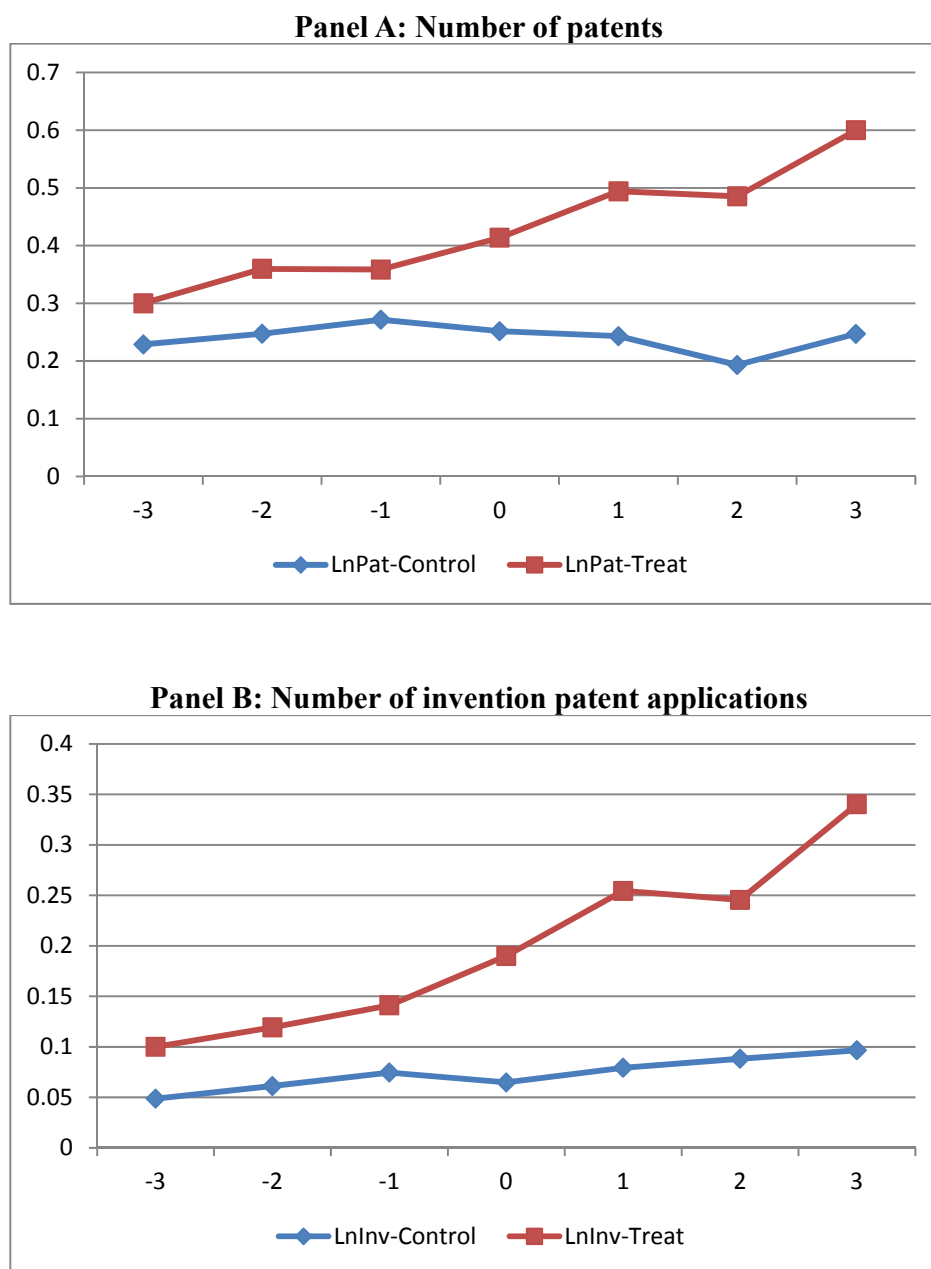 Panel A: Number of patents
0.7
0.6
0.5
0.4
0.3
0.2
0.1
0
-3 -2 -1 0 1 2 3
LnPat-Control LnPat-Treat
Panel B: Number of invention patent applications
0.4
0.35
0.3
0.25
0.2
0.15
0.1
0.05
0
-3 -2 -1 0 1 2 3
LnInv-Control LnInv-Treat